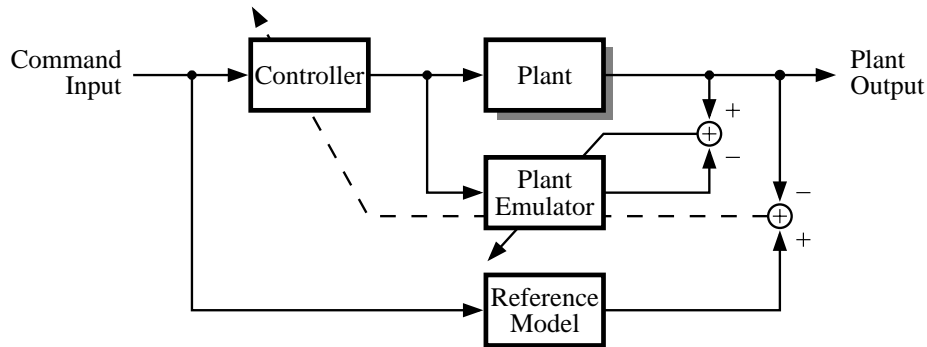 Command
Input
Controller
Plant
Plant
Output
+
+
−
Plant
Emulator
−
+
+
Reference
Model